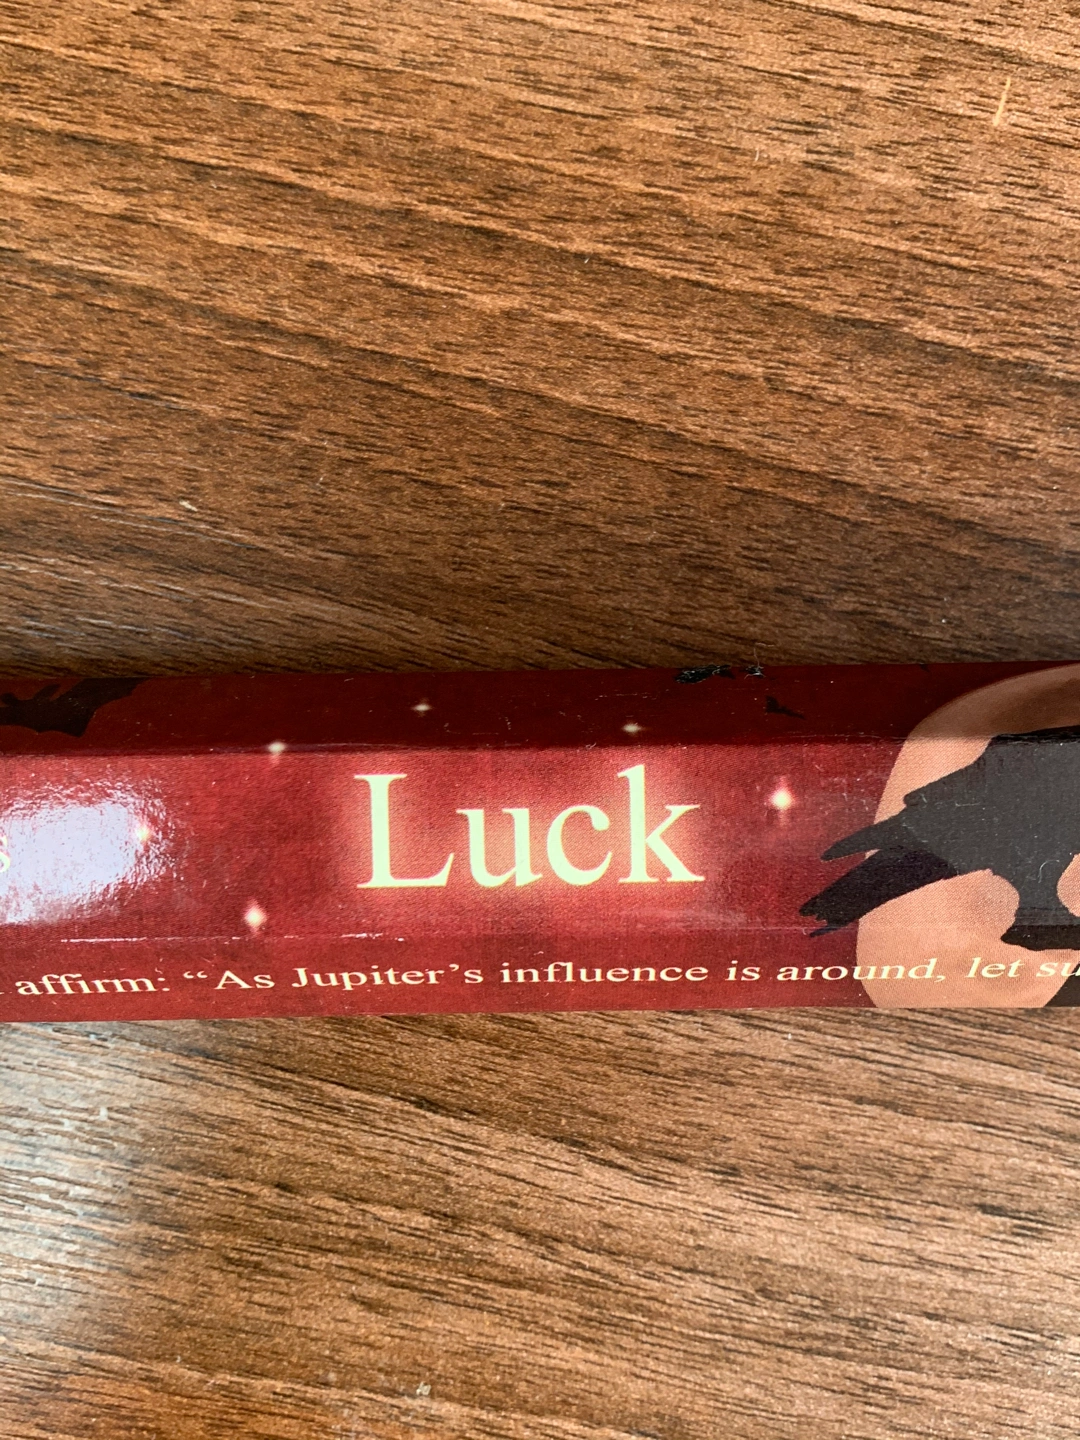 Luck
affirm: “As Jupiter’s influence is around, let